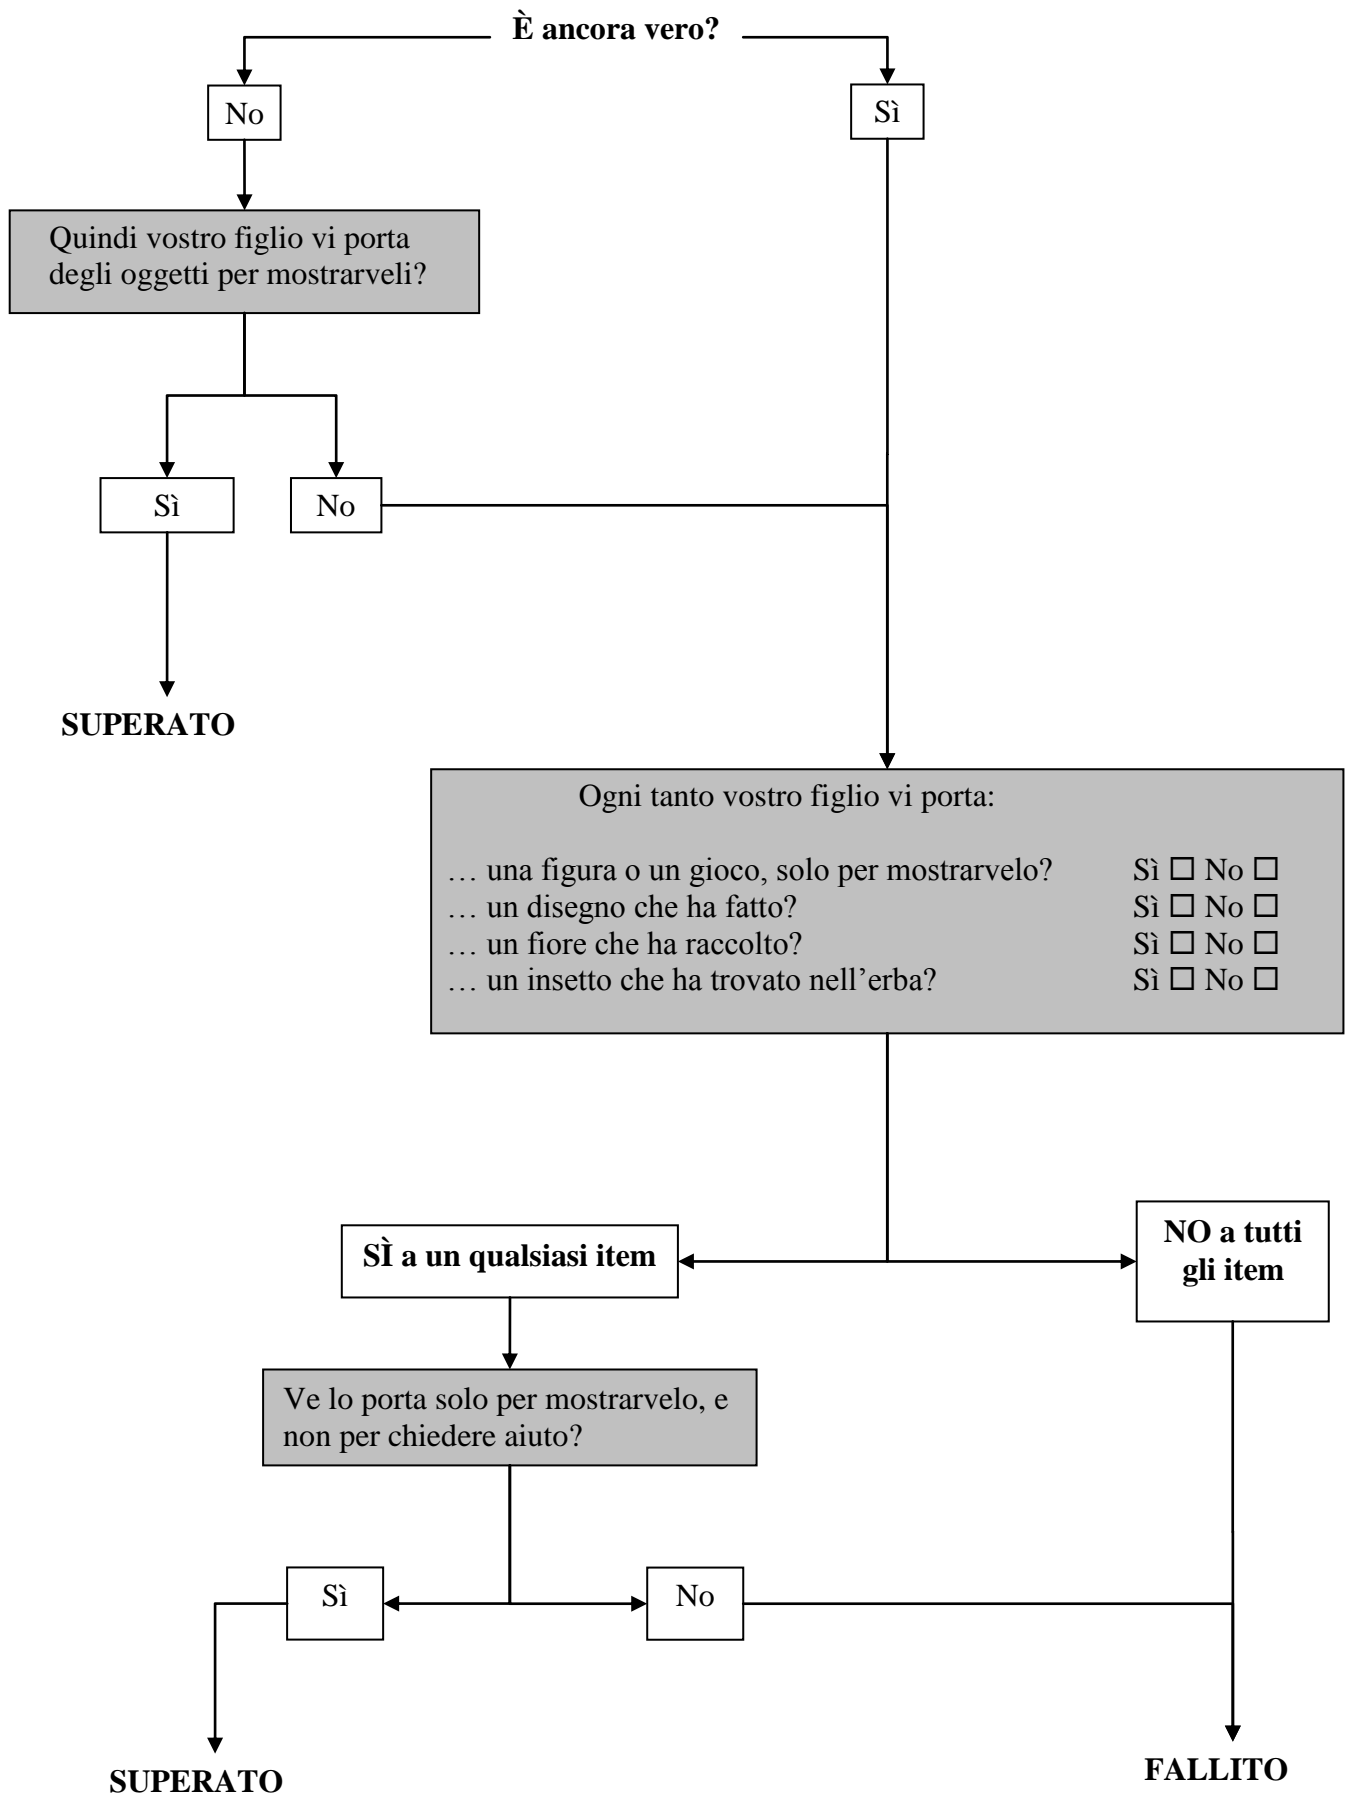 È ancora vero?
No
Sì
Quindi vostro figlio vi porta
degli oggetti per mostrarveli?
Sì
No
SUPERATO
Ogni tanto vostro figlio vi porta:
… una figura o un gioco, solo per mostrarvelo? Sì ☐ No ☐
… un disegno che ha fatto? Sì ☐ No ☐
… un fiore che ha raccolto? Sì ☐ No ☐
… un insetto che ha trovato nell’erba? Sì ☐ No ☐
SÌ a un qualsiasi item
NO a tutti
gli item
Ve lo porta solo per mostrarvelo, e
non per chiedere aiuto?
Sì
No
SUPERATO
FALLITO